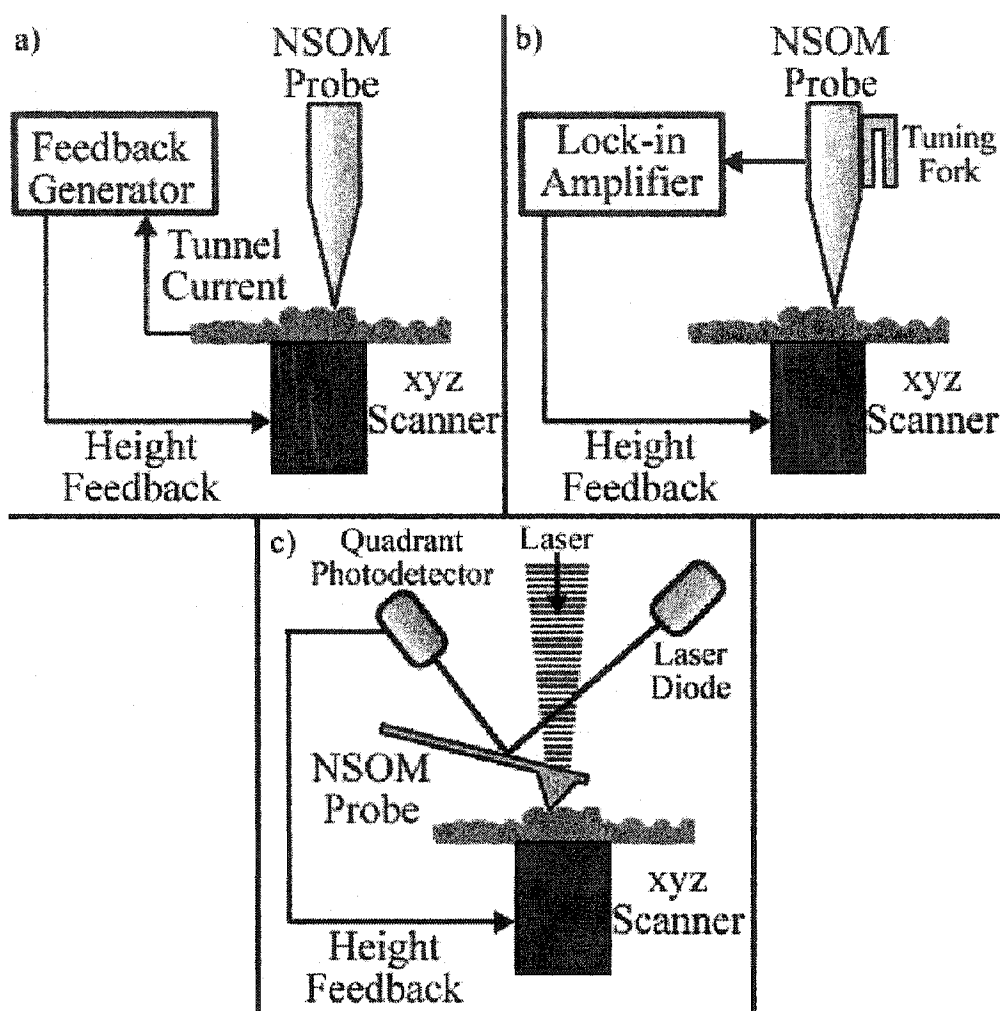 a)
NSOM
Probe
Feedback
Generator
Tunnel
Current
xyz
Scanner
Height
Feedback
b)
NSOM
Probe
Lock-in
Amplifier
Tuning
Fork
xyz
Scanner
Height
Feedback
c)
Quadrant
Photodetector
Laser
Laser
Diode
NSOM
Probe
xyz
Scanner
Height
Feedback